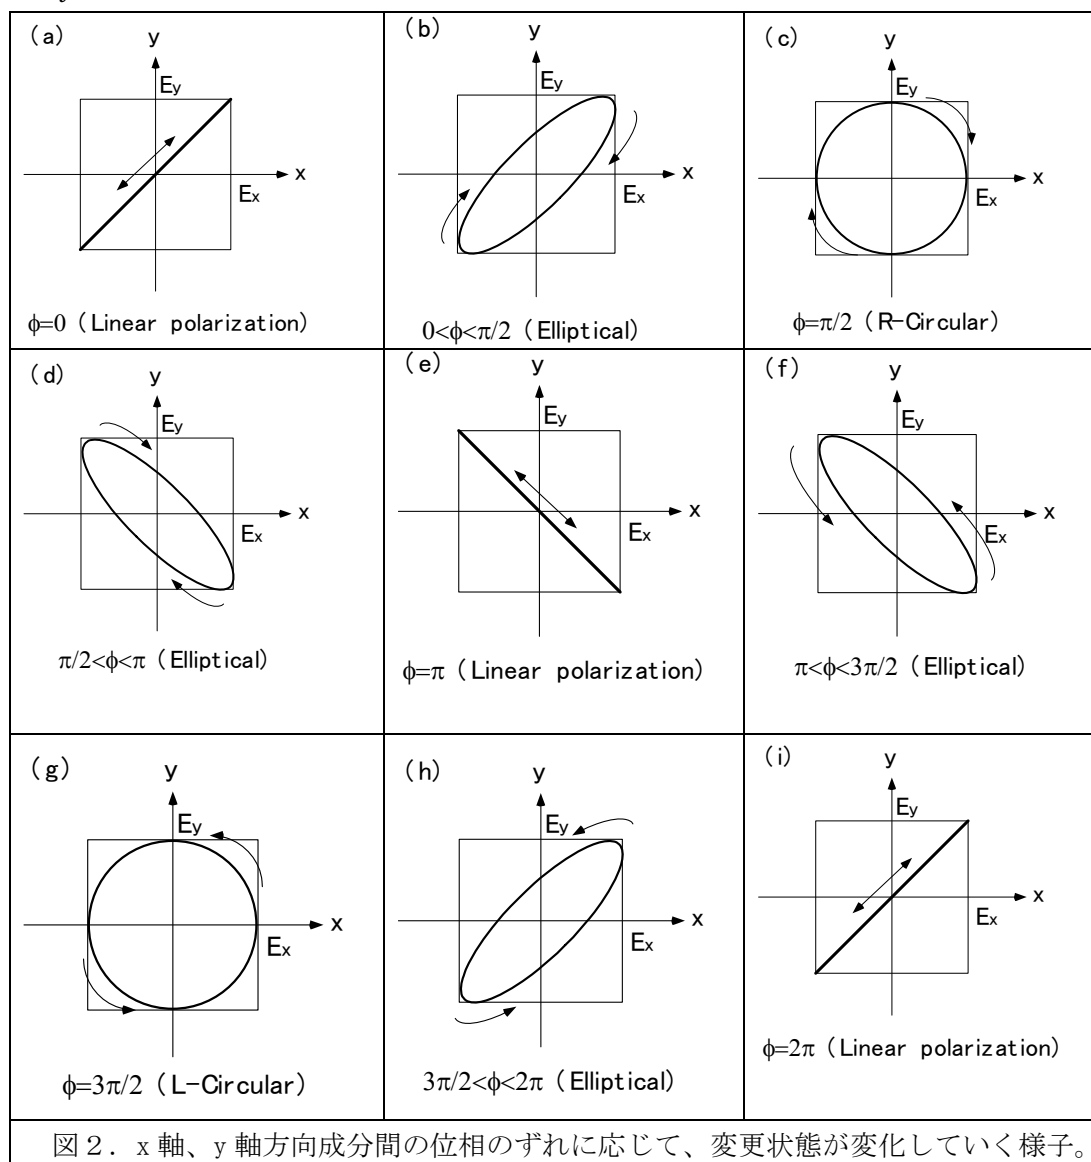 (a)
y
Ey
x
Ex
ϕ=0 (Linear polarization)
(b)
y
Ey
x
Ex
0<ϕ<π/2 (Elliptical)
(c)
y
Ey
x
Ex
ϕ=π/2 (R-Circular)
(d)
y
Ey
x
Ex
π/2<ϕ<π (Elliptical)
(e)
y
Ey
x
Ex
ϕ=π (Linear polarization)
(f)
y
Ey
x
Ex
π<ϕ<3π/2 (Elliptical)
(g)
y
Ey
x
Ex
ϕ=3π/2 (L-Circular)
(h)
y
Ey
x
Ex
3π/2<ϕ<2π (Elliptical)
(i)
y
Ey
x
Ex
ϕ=2π (Linear polarization)
図２．x 軸、y 軸方向成分間の位相のずれに応じて、変更状態が変化していく様子。